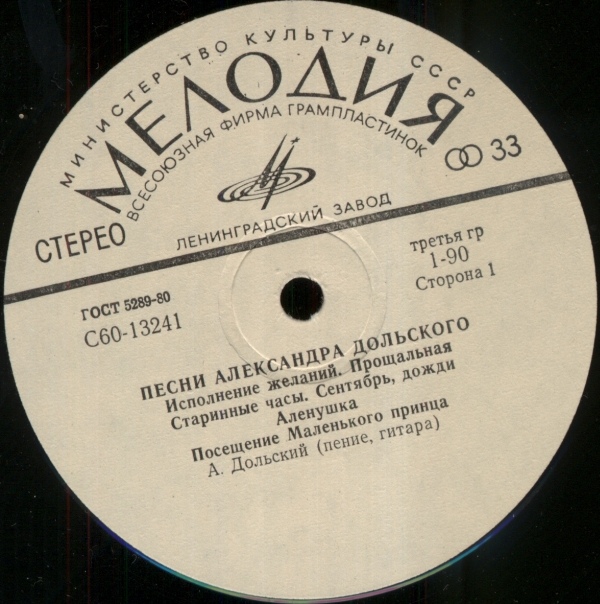 МИНИСТЕРСТВО КУЛЬТУРЫ СССР
МЕЛОДИЯ
ВСЕСОЮЗНАЯ ФИРМА ГРАМПЛАСТИНОК
33
СТЕРЕО
ЛЕНИНГРАДСКИЙ ЗАВОД
третья гр
1-90
Сторона 1
ГОСТ 5289-80
С60-13241
ПЕСНИ АЛЕКСАНДРА ДОЛЬСКОГО
Исполнение желаний. Прощальная
Старинные часы. Сентябрь, дожди
Аленушка
Посещение Маленького принца
А. Дольский (пение, гитара)